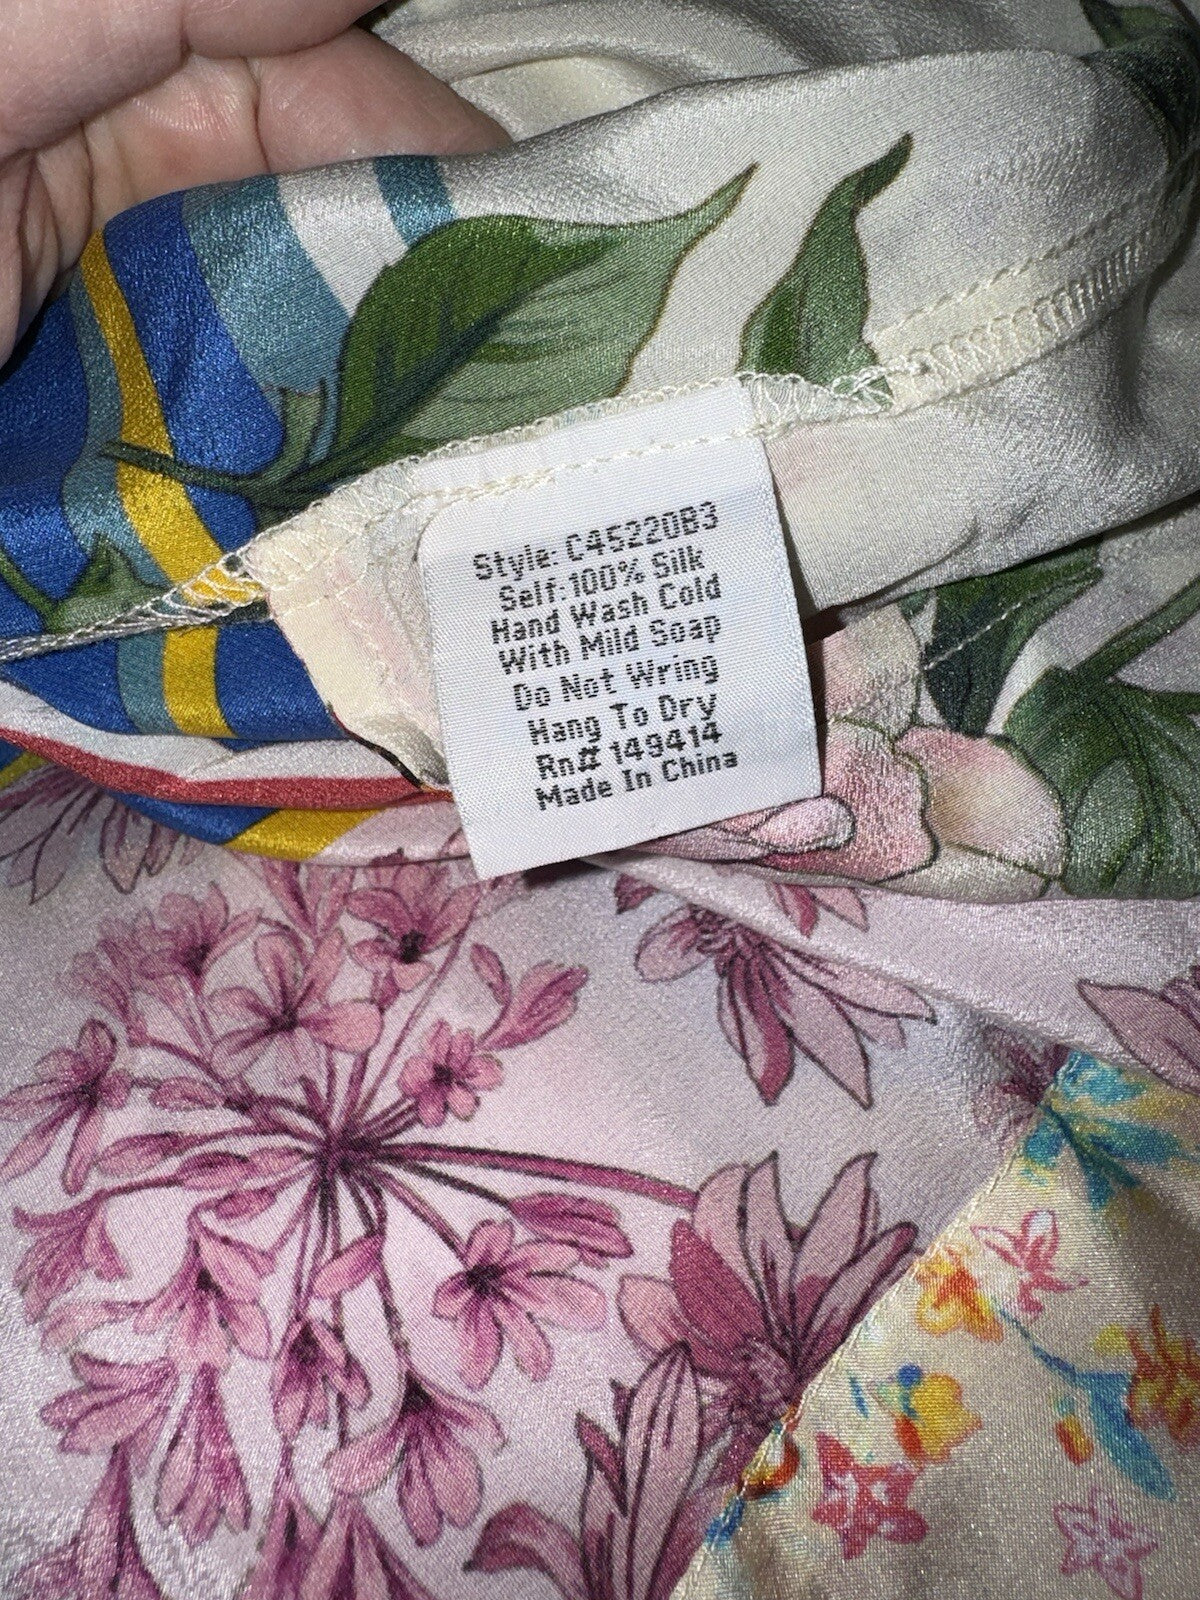 Style: C45220B3
Self:100% Silk
Hand Wash Cold
With Mild Soap
Do Not Wring
Hang To Dry
Rn# 149414
Made In China